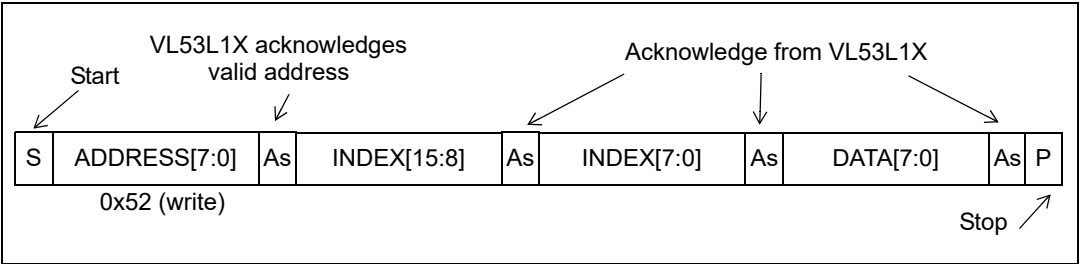 VL53L1X acknowledges
valid address
Acknowledge from VL53L1X
Start
S ADDRESS[7:0] As INDEX[15:8] As INDEX[7:0] As DATA[7:0] As P
0x52 (write)
Stop